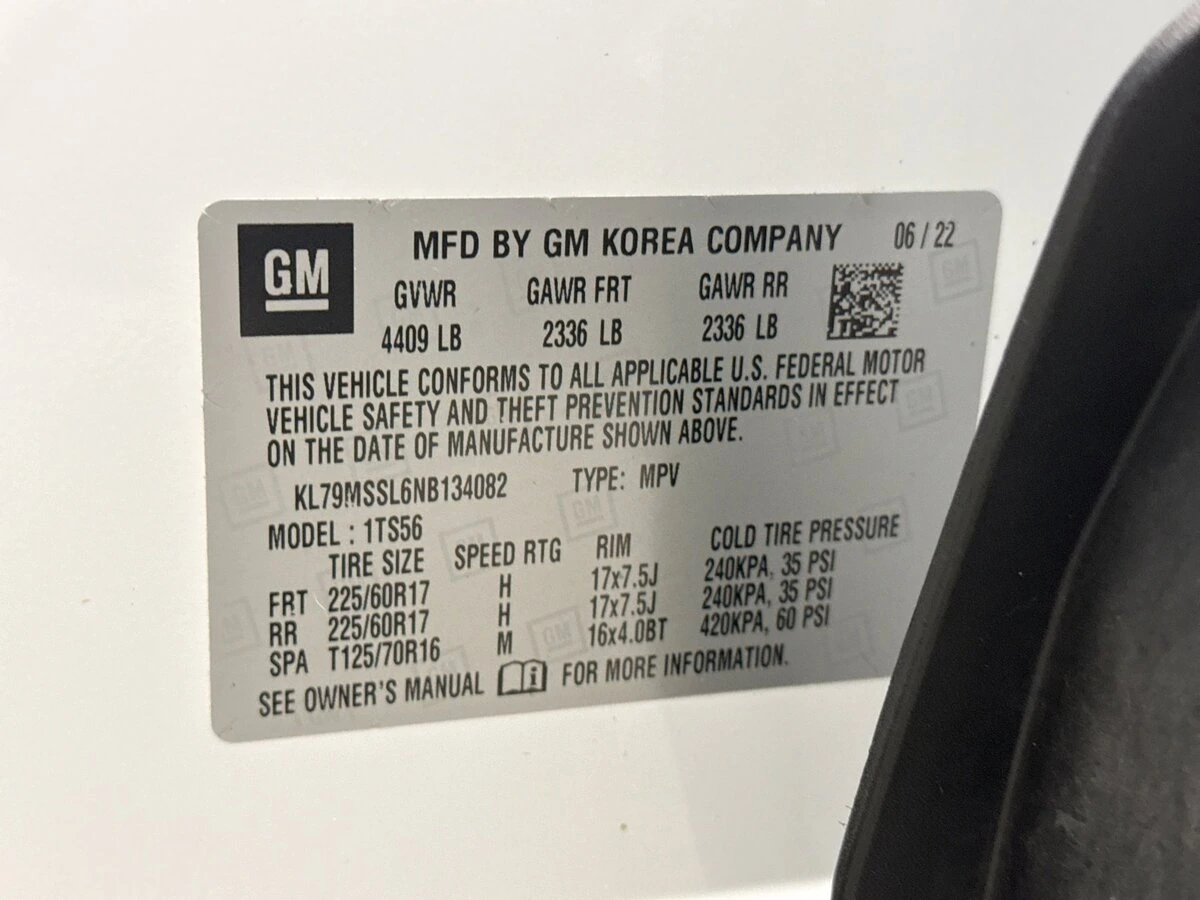 GM
MFD BY GM KOREA COMPANY 06 / 22
GVWR GAWR FRT GAWR RR
4409 LB 2336 LB 2336 LB
THIS VEHICLE CONFORMS TO ALL APPLICABLE U.S. FEDERAL MOTOR
VEHICLE SAFETY AND THEFT PREVENTION STANDARDS IN EFFECT
ON THE DATE OF MANUFACTURE SHOWN ABOVE.
KL79MSSL6NB134082 TYPE: MPV
MODEL : 1TS56
TIRE SIZE SPEED RTG RIM COLD TIRE PRESSURE
FRT 225/60R17 H 17x7.5J 240KPA, 35 PSI
RR 225/60R17 H 17x7.5J 240KPA, 35 PSI
SPA T125/70R16 M 16x4.0BT 420KPA, 60 PSI
SEE OWNER'S MANUAL i FOR MORE INFORMATION.